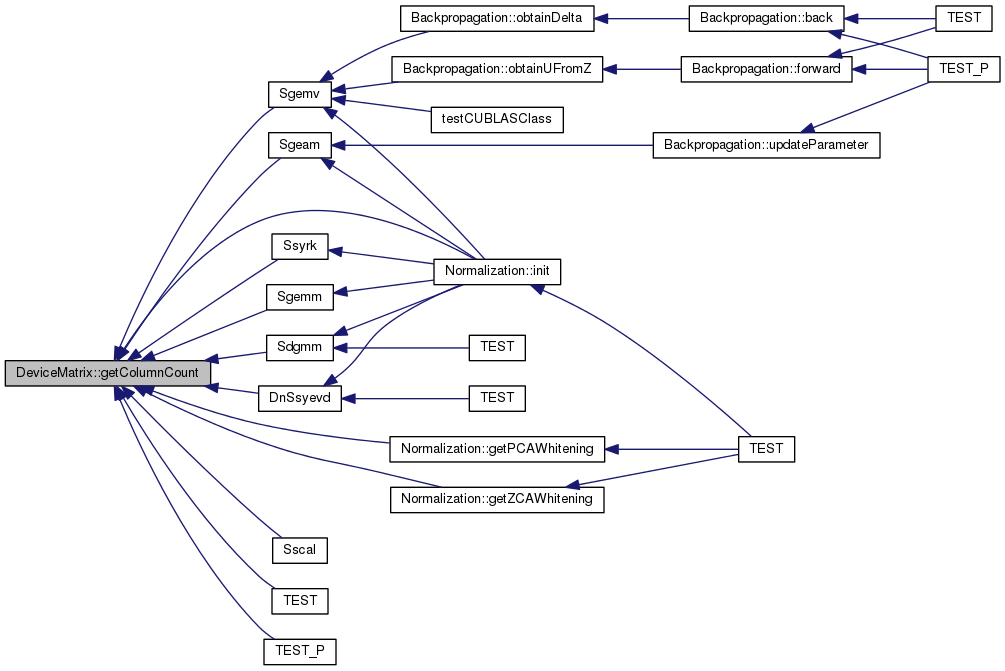 Backpropagation::obtainDelta
Backpropagation::back
TEST
Backpropagation::obtainUFromZ
Backpropagation::forward
TEST_P
Sgemv
testCUBLASClass
Sgeam
Backpropagation::updateParameter
Ssyrk
Normalization::init
Sgemm
Sdgmm
TEST
DeviceMatrix::getColumnCount
DnSsyevd
TEST
Normalization::getPCAWhitening
TEST
Normalization::getZCAWhitening
Sscal
TEST
TEST_P